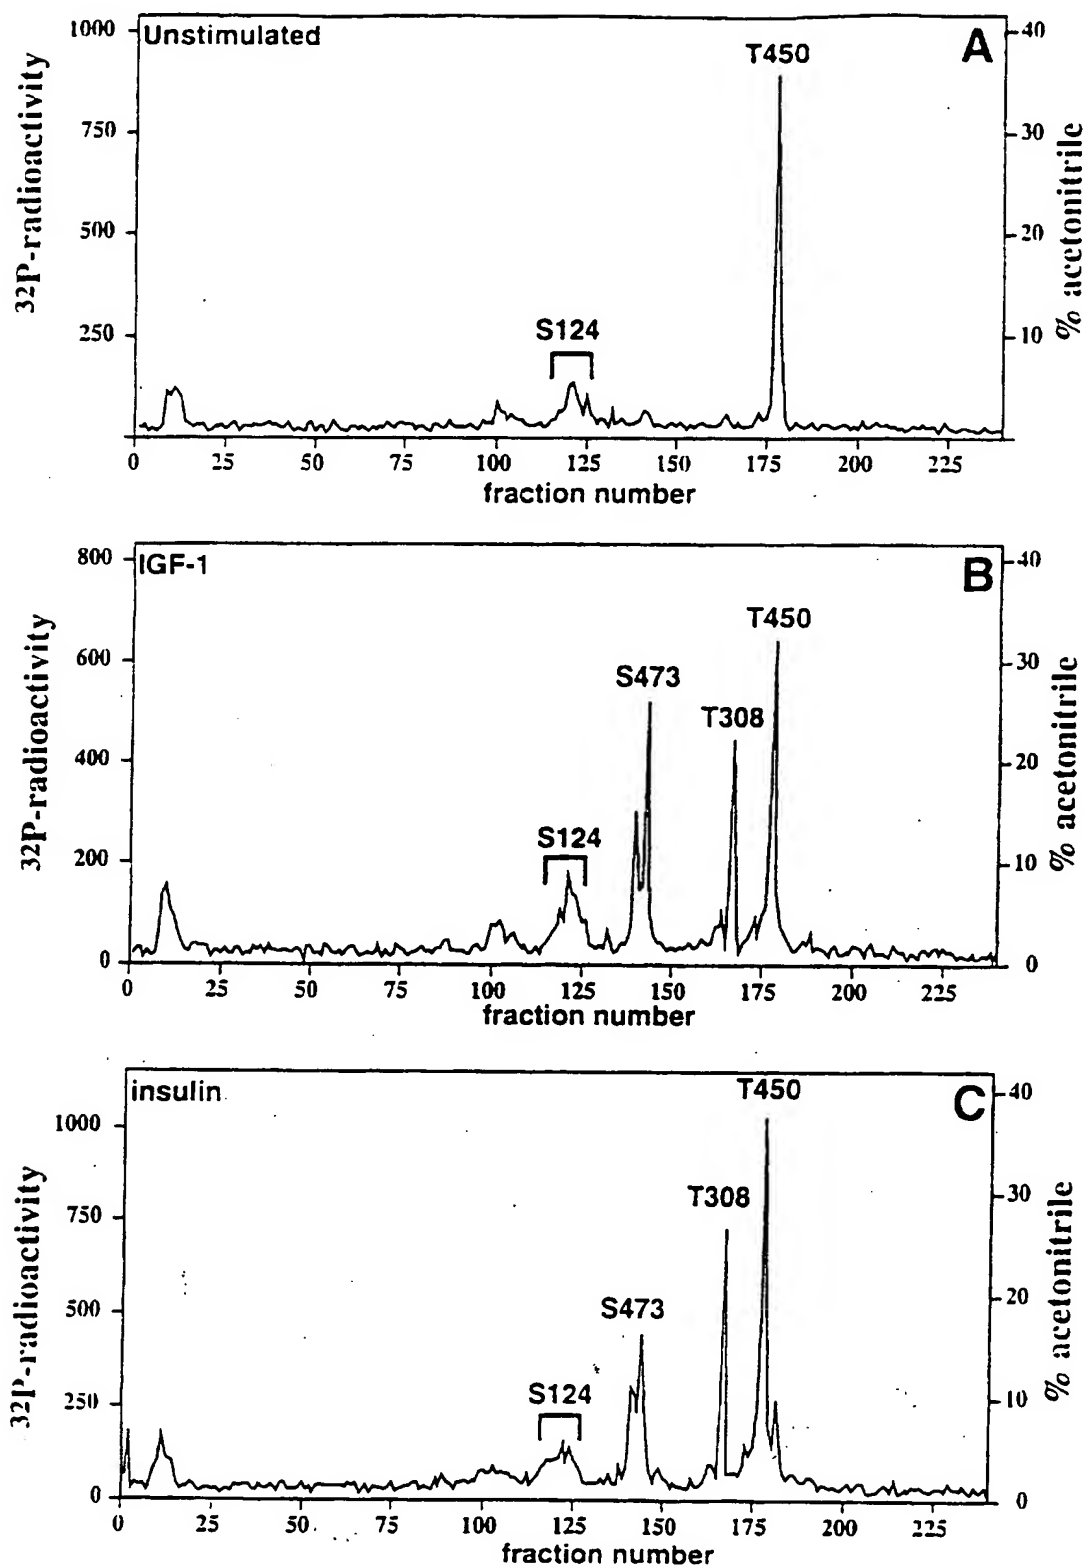 Unstimulated
A
T450
S124
1000
750
500
250
32P-radioactivity
40
30
20
10
% acetonitrile
0 25 50 75 100 125 150 175 200 225
fraction number
IGF-1
B
T450
S473
T308
S124
800
600
400
200
0
32P-radioactivity
40
30
20
10
0
% acetonitrile
0 25 50 75 100 125 150 175 200 225
fraction number
insulin
C
T450
T308
S473
S124
1000
750
500
250
0
32P-radioactivity
40
30
20
10
0
% acetonitrile
0 25 50 75 100 125 150 175 200 225
fraction number